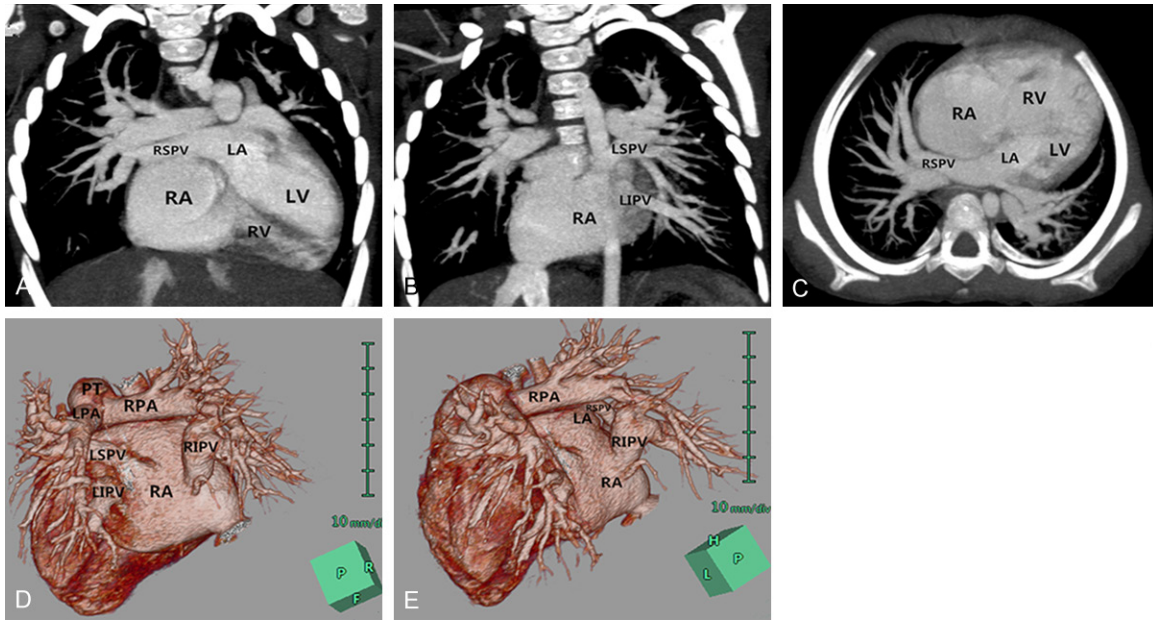 RSPV LA
RA LV
RV
A
LSPV
LIPV
RA
B
RV
RA
LA LV
RSPV
C
PT
LPA RPA
LSPV RIPV
LIPV RA
10 mm/di
P R
F
D
RPA
RSPV
LA
RIPV
RA
10 mm/div
H
P
L
E